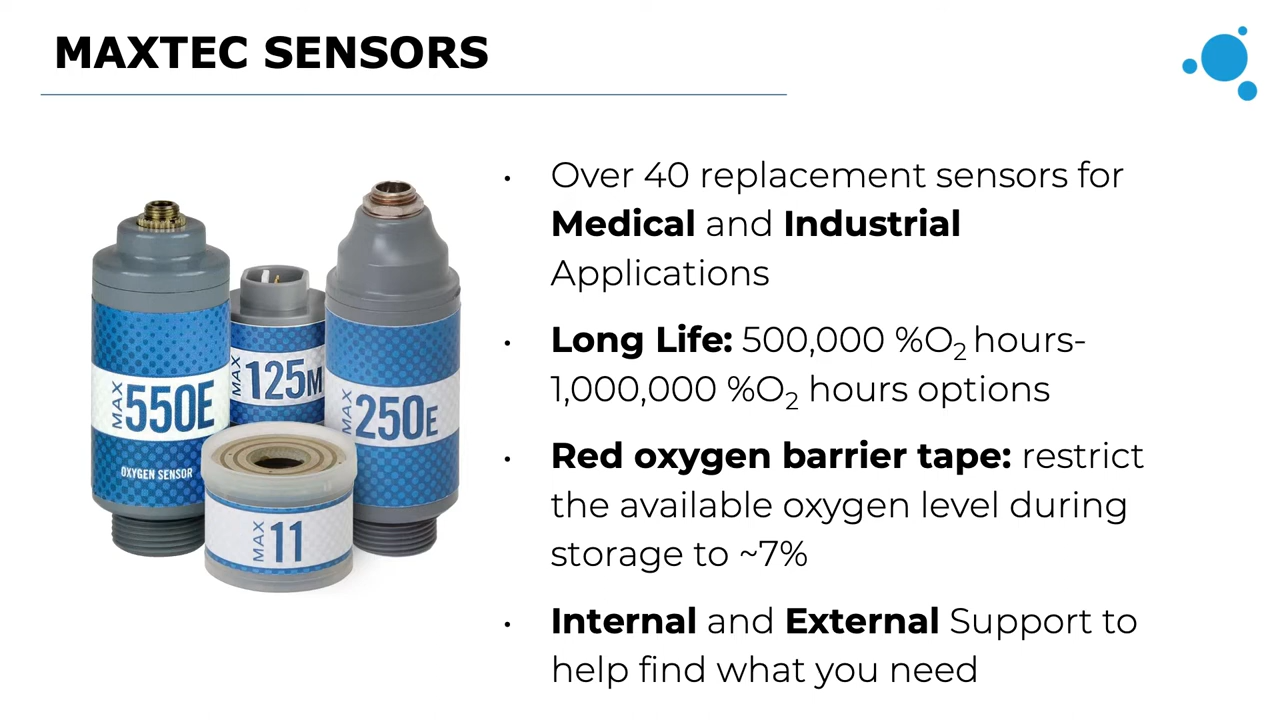 MAXTEC SENSORS
• Over 40 replacement sensors for
Medical and Industrial
Applications
• Long Life: 500,000 %O₂ hours-
1,000,000 %O₂ hours options
• Red oxygen barrier tape: restrict
the available oxygen level during
storage to ~7%
• Internal and External Support to
help find what you need
MAX 550E
OXYGEN SENSOR
MAX 125M
MAX 250E
MAX 11